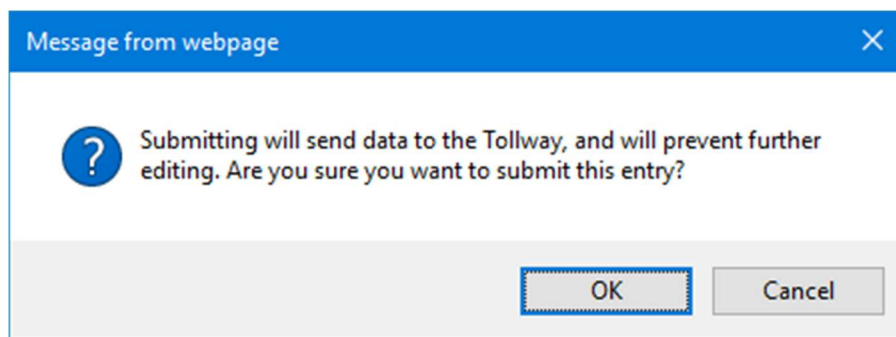 Message from webpage
Submitting will send data to the Tollway, and will prevent further
editing. Are you sure you want to submit this entry?
OK Cancel